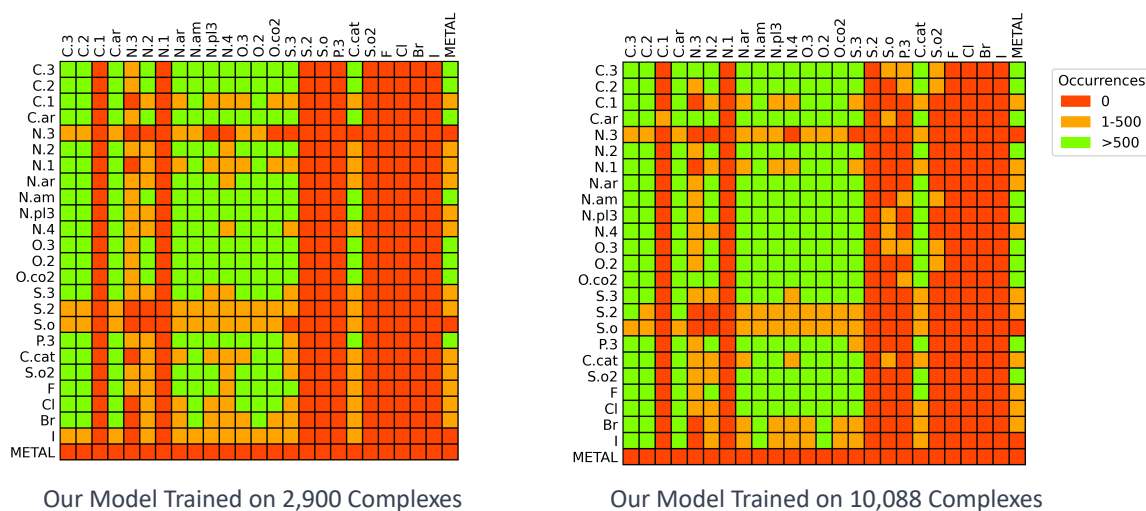 C.3 C.2 C.1 C.ar N.3 N.2 N.1 N.ar N.am N.pl3 N.4 O.3 O.2 O.co2 S.3 S.2 S.o P.3 C.cat S.o2 F Cl Br I METAL
C.3
C.2
C.1
C.ar
N.3
N.2
N.1
N.ar
N.am
N.pl3
N.4
O.3
O.2
O.co2
S.3
S.2
S.o
P.3
C.cat
S.o2
F
Cl
Br
I
METAL
Our Model Trained on 2,900 Complexes
C.3 C.2 C.1 C.ar N.3 N.2 N.1 N.ar N.am N.pl3 N.4 O.3 O.2 O.co2 S.3 S.2 S.o P.3 C.cat S.o2 F Cl Br I METAL
C.3
C.2
C.1
C.ar
N.3
N.2
N.1
N.ar
N.am
N.pl3
N.4
O.3
O.2
O.co2
S.3
S.2
S.o
P.3
C.cat
S.o2
F
Cl
Br
I
METAL
Our Model Trained on 10,088 Complexes
Occurrences
0
1-500
>500